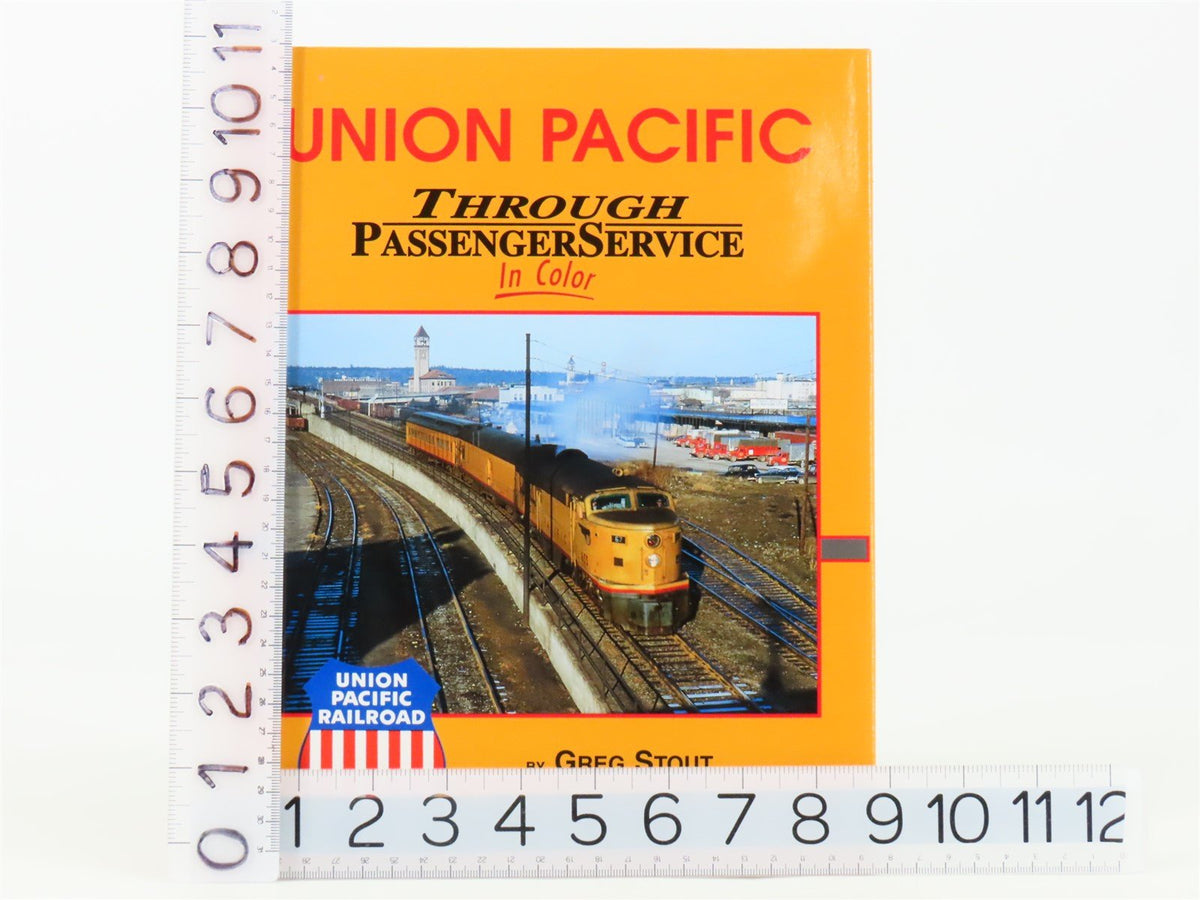 UNION PACIFIC
THROUGH
PASSENGERSERVICE
In Color
UNION
PACIFIC
RAILROAD
BY GREG STOUT
11
10
9
8
7
6
5
4
3
2
1
0
1 2 3 4 5 6 7 8 9 10 11 12